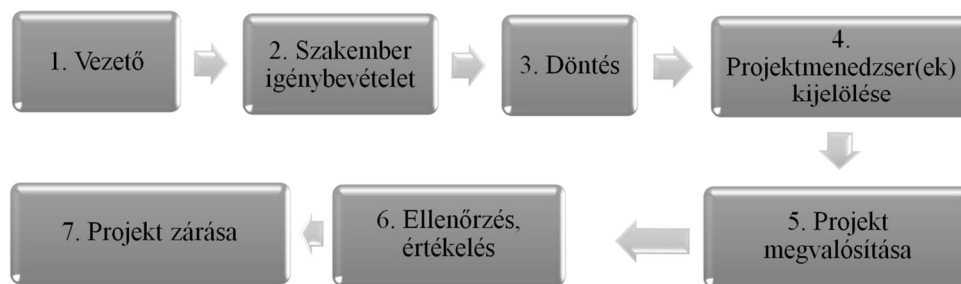 1. Vezető
2. Szakember
igénybevételet
3. Döntés
4.
Projektmenedzser(ek)
kijelölése
5. Projekt
megvalósítása
6. Ellenőrzés,
értékelés
7. Projekt zárása